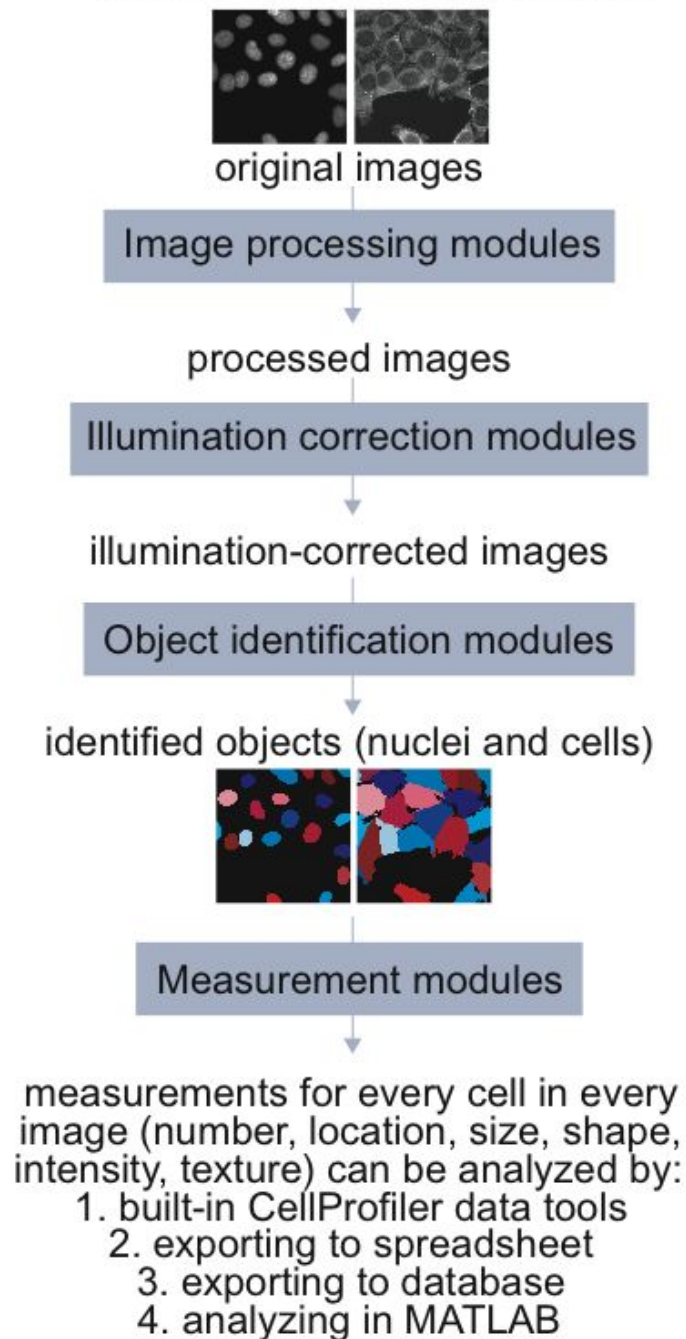 original images
Image processing modules
processed images
Illumination correction modules
illumination-corrected images
Object identification modules
identified objects (nuclei and cells)
Measurement modules
measurements for every cell in every
image (number, location, size, shape,
intensity, texture) can be analyzed by:
1. built-in CellProfiler data tools
2. exporting to spreadsheet
3. exporting to database
4. analyzing in MATLAB